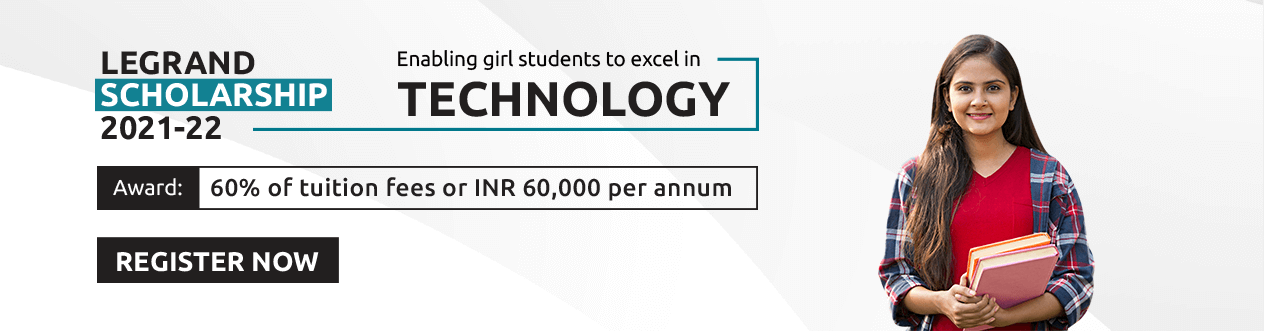 LEGRAND
SCHOLARSHIP
2021-22
Enabling girl students to excel in
TECHNOLOGY
Award: 60% of tuition fees or INR 60,000 per annum
REGISTER NOW